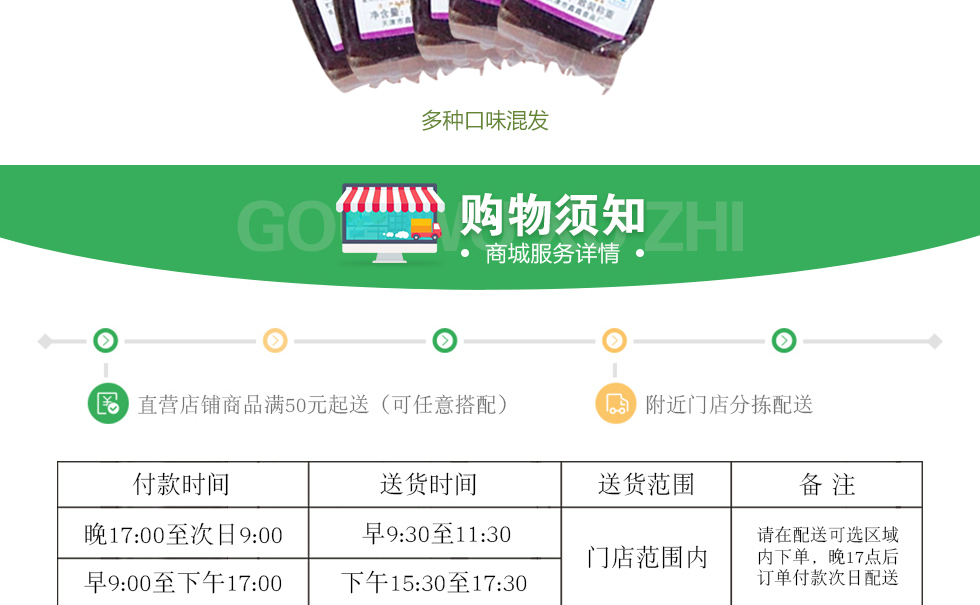 净含量:
多种口味混发
购物须知
• 商城服务详情 •
直营店铺商品满50元起送（可任意搭配）
附近门店分拣配送
付款时间 送货时间 送货范围 备 注
晚17:00至次日9:00 早9:30至11:30
门店范围内
请在配送可选区域
内下单，晚17点后
订单付款次日配送
早9:00至下午17:00 下午15:30至17:30